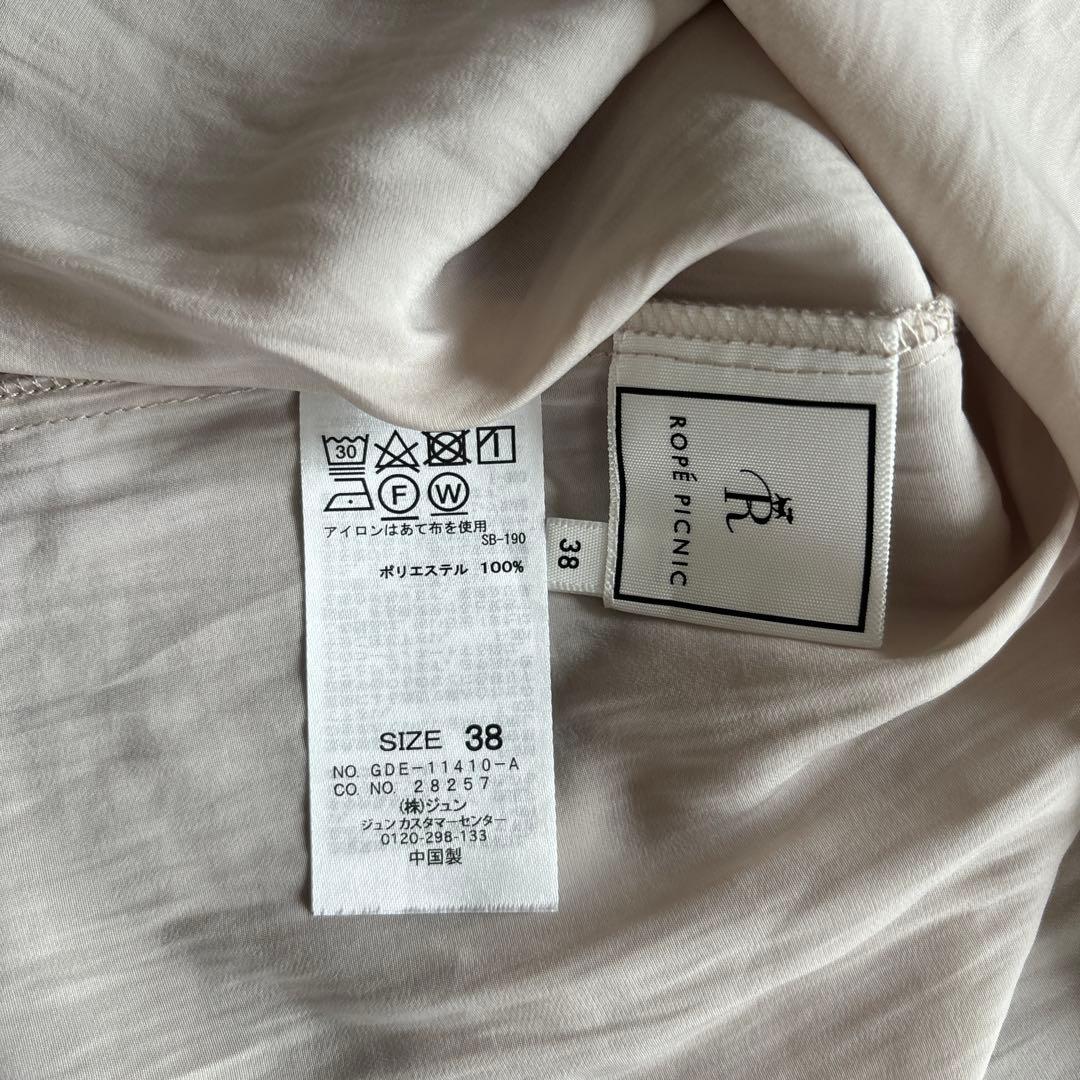 30
F W
アイロンはあて布を使用
SB-190
ポリエステル 100%
SIZE 38
NO. GDE-11410-A
CO. NO. 28257
(株)ジュン
ジュン カスタマーセンター
0120-298-133
中国製
38
R
ROPÉ PICNIC